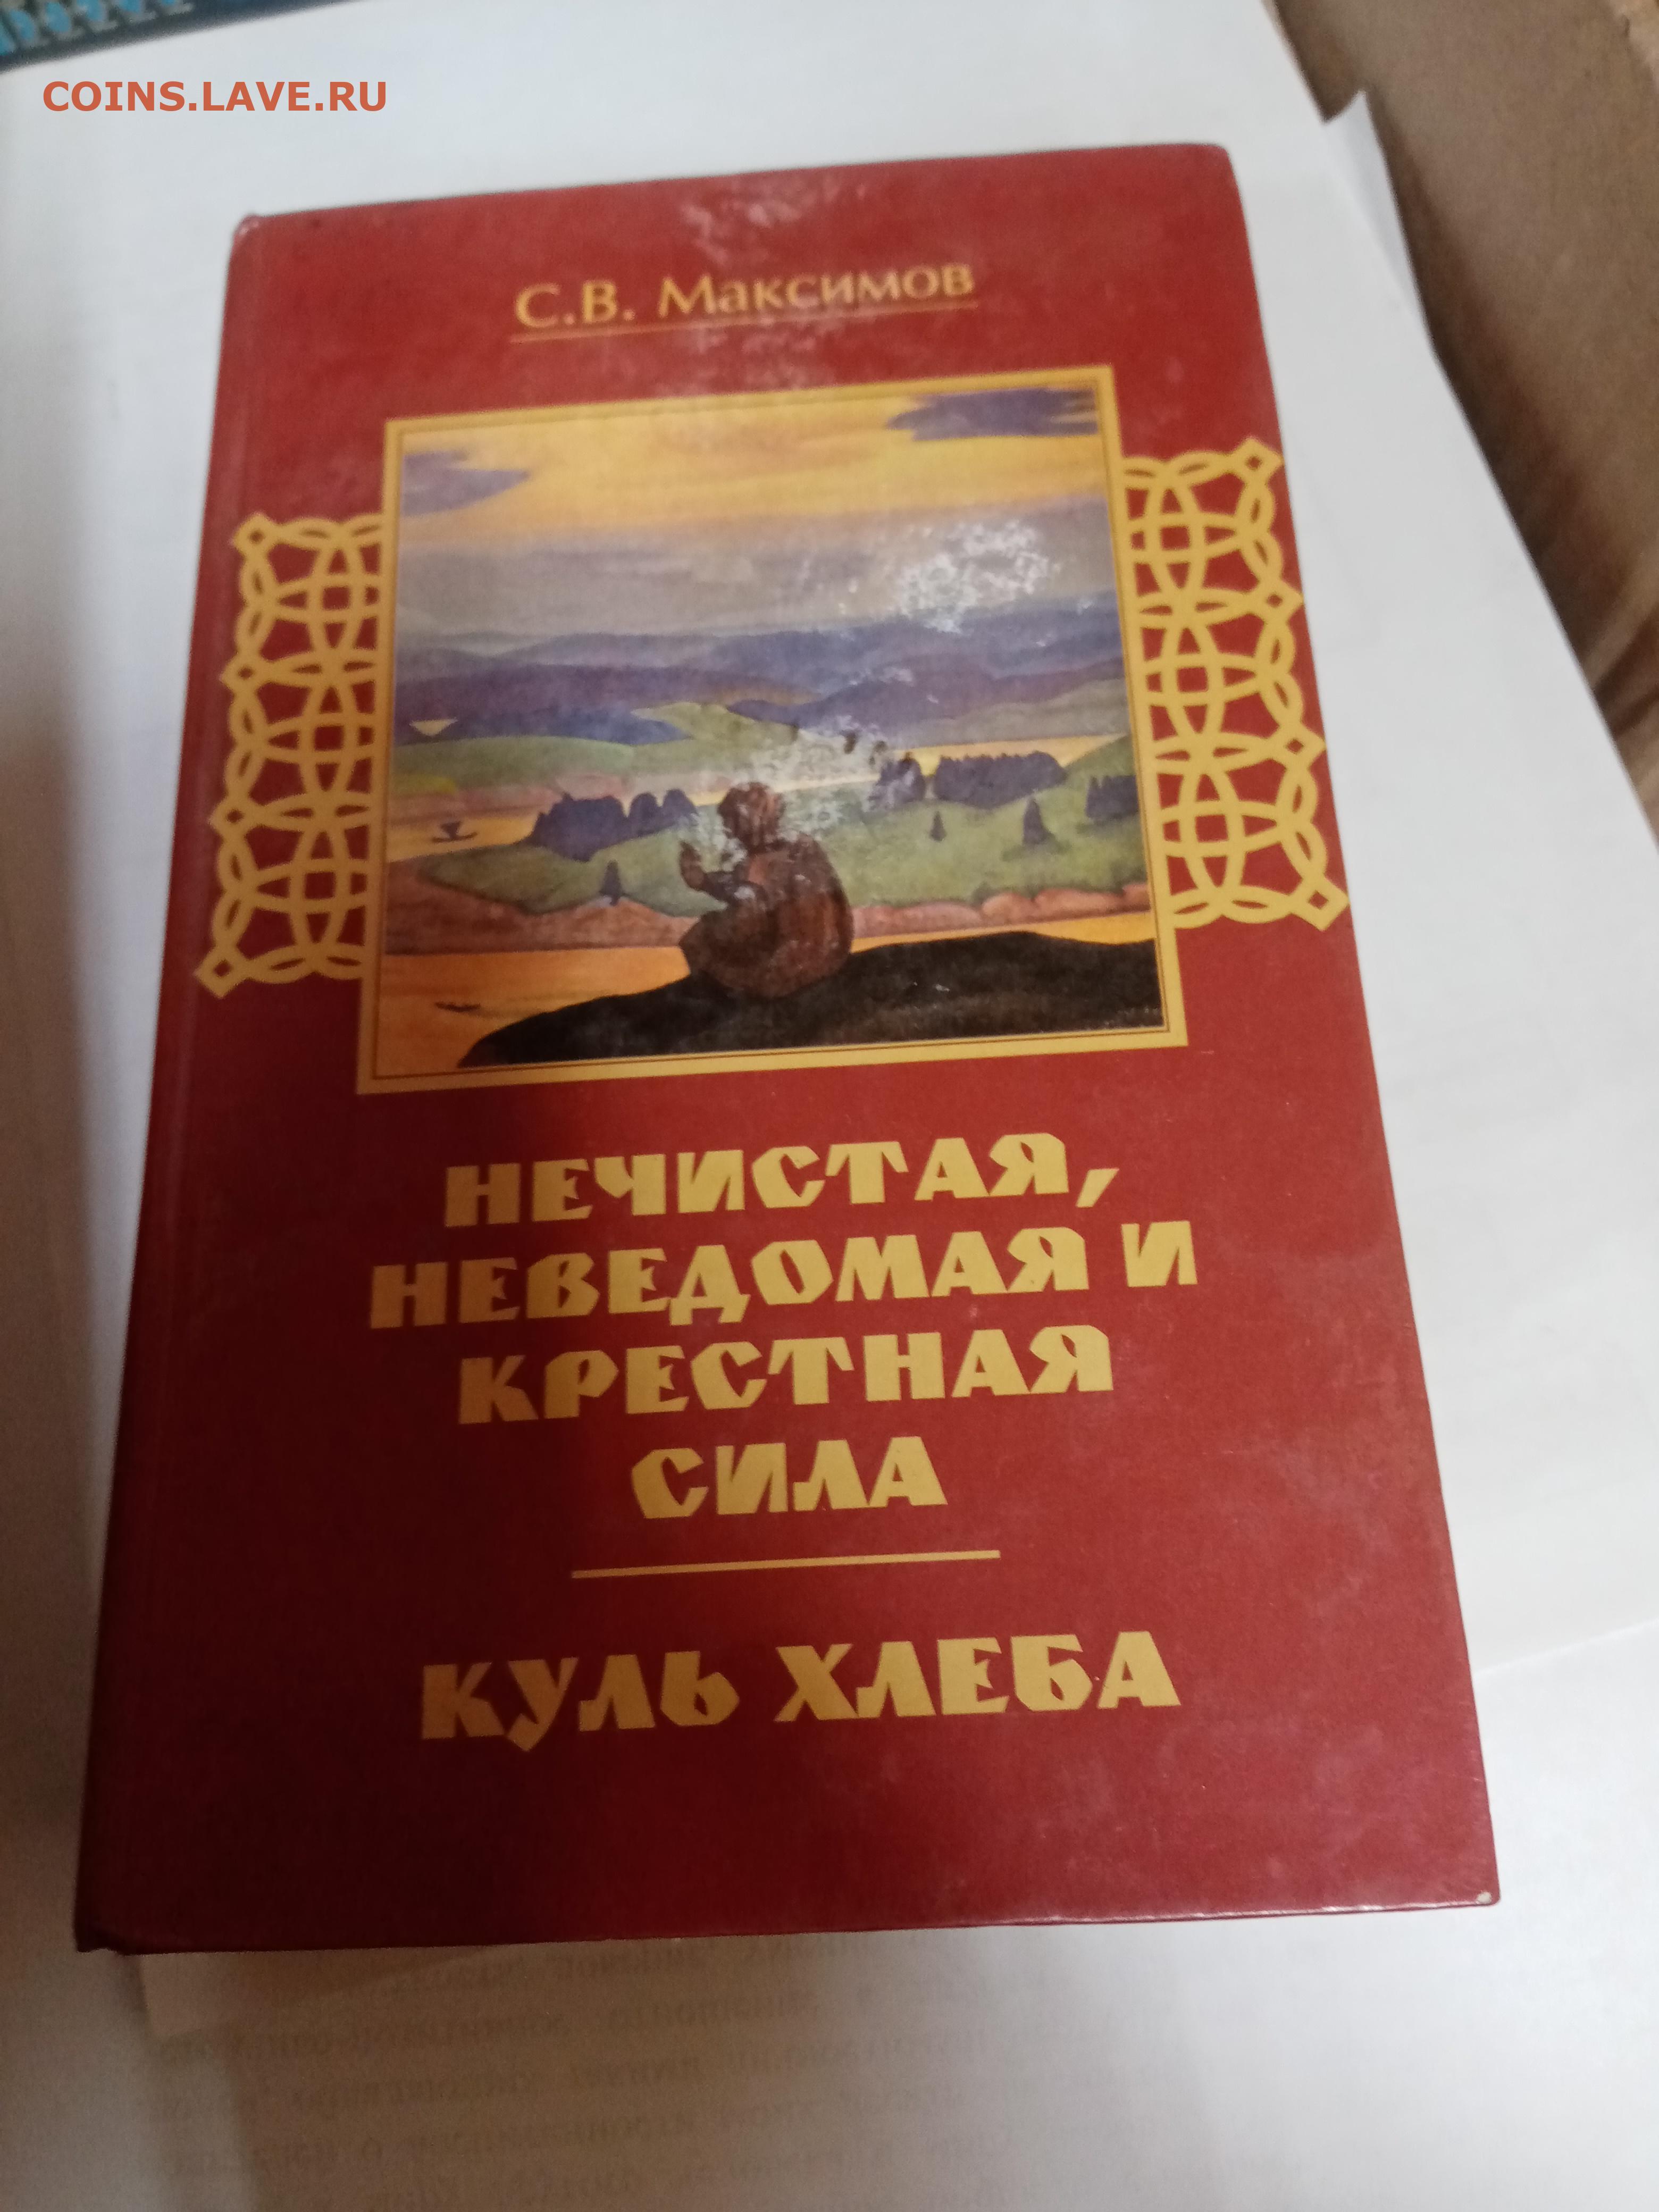 COINS.LAVE.RU
С.В. Максимов
НЕЧИСТАЯ,
НЕВЕДОМАЯ И
КРЕСТНАЯ
СИЛА
КУЛЬ ХЛЕБА